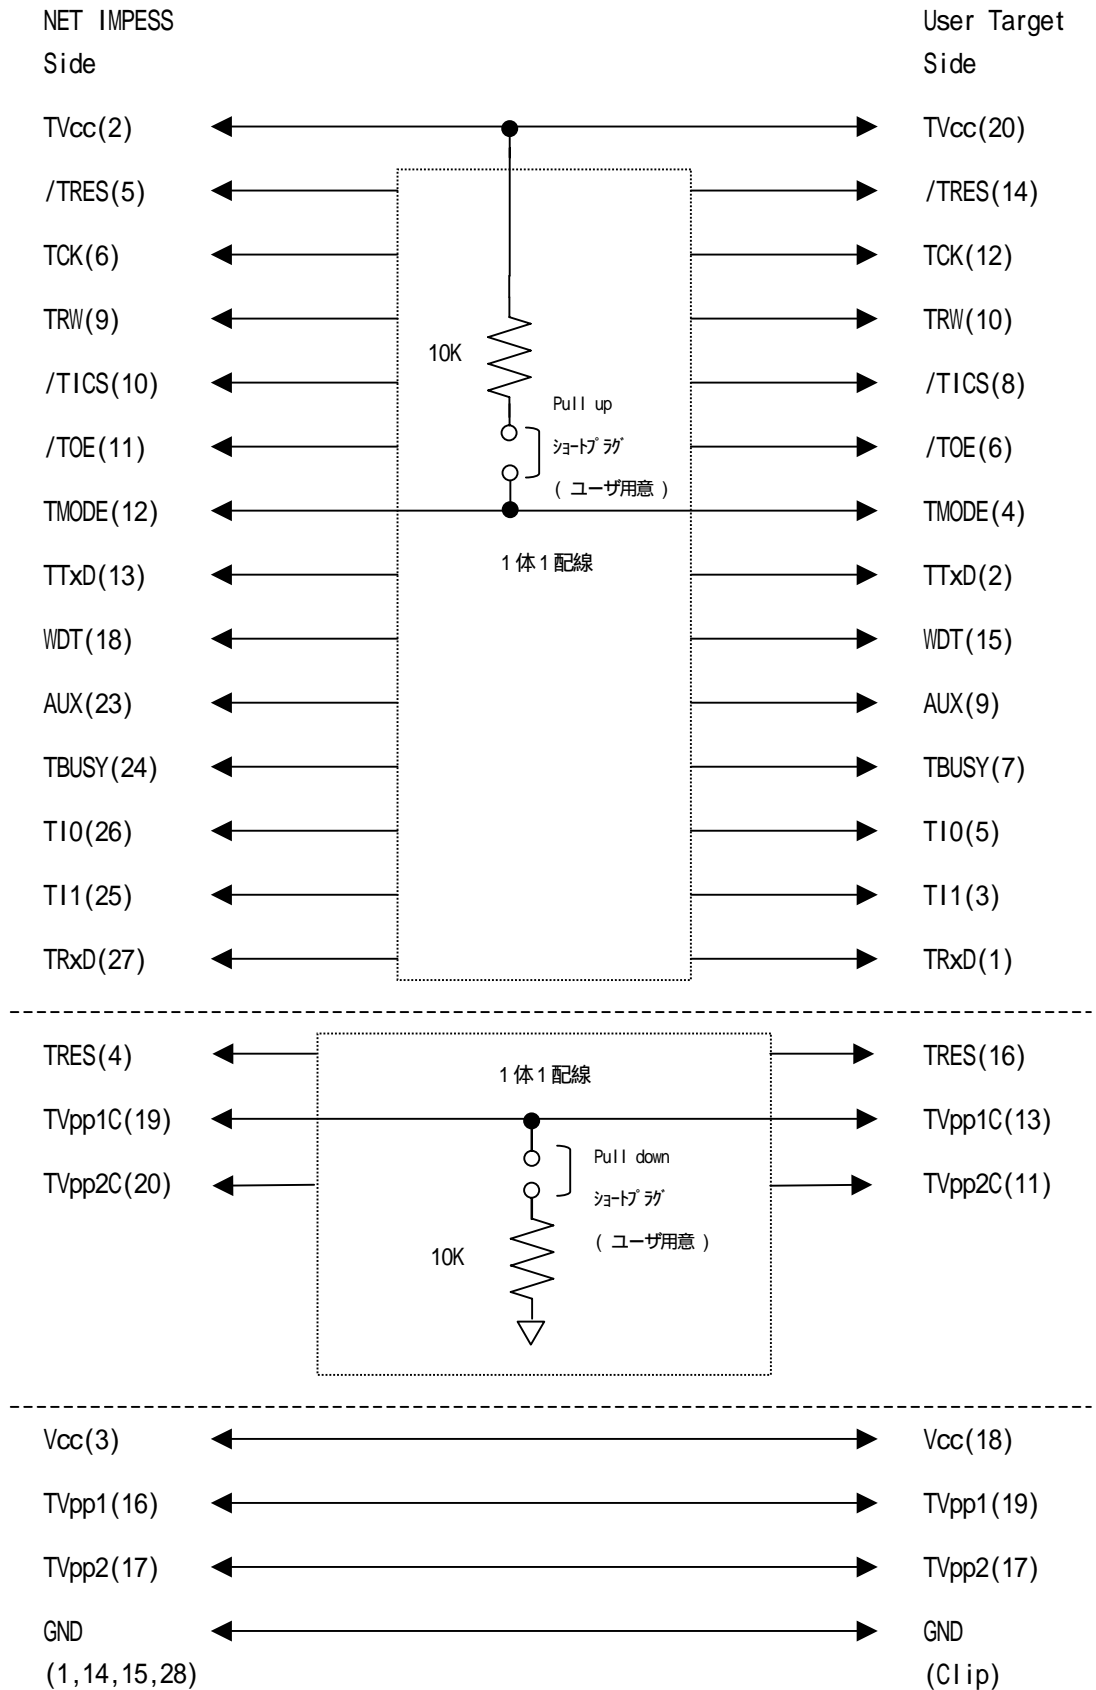 NET IMPESS User Target
Side Side
TVcc(2) TVcc(20)
/TRES(5) /TRES(14)
TCK(6) TCK(12)
TRW(9) TRW(10)
10K
/TICS(10) /TICS(8)
Pull up
/TOE(11) ｼｮｰﾄﾌﾟﾗｸﾞ /TOE(6)
(ユーザ用意)
TMODE(12) TMODE(4)
1体1配線
TTxD(13) TTxD(2)
WDT(18) WDT(15)
AUX(23) AUX(9)
TBUSY(24) TBUSY(7)
TI0(26) TI0(5)
TI1(25) TI1(3)
TRxD(27) TRxD(1)
TRES(4) TRES(16)
1体1配線
TVpp1C(19) TVpp1C(13)
Pull down
TVpp2C(20) TVpp2C(11)
ｼｮｰﾄﾌﾟﾗｸﾞ
(ユーザ用意)
10K
Vcc(3) Vcc(18)
TVpp1(16) TVpp1(19)
TVpp2(17) TVpp2(17)
GND GND
(1,14,15,28) (Clip)